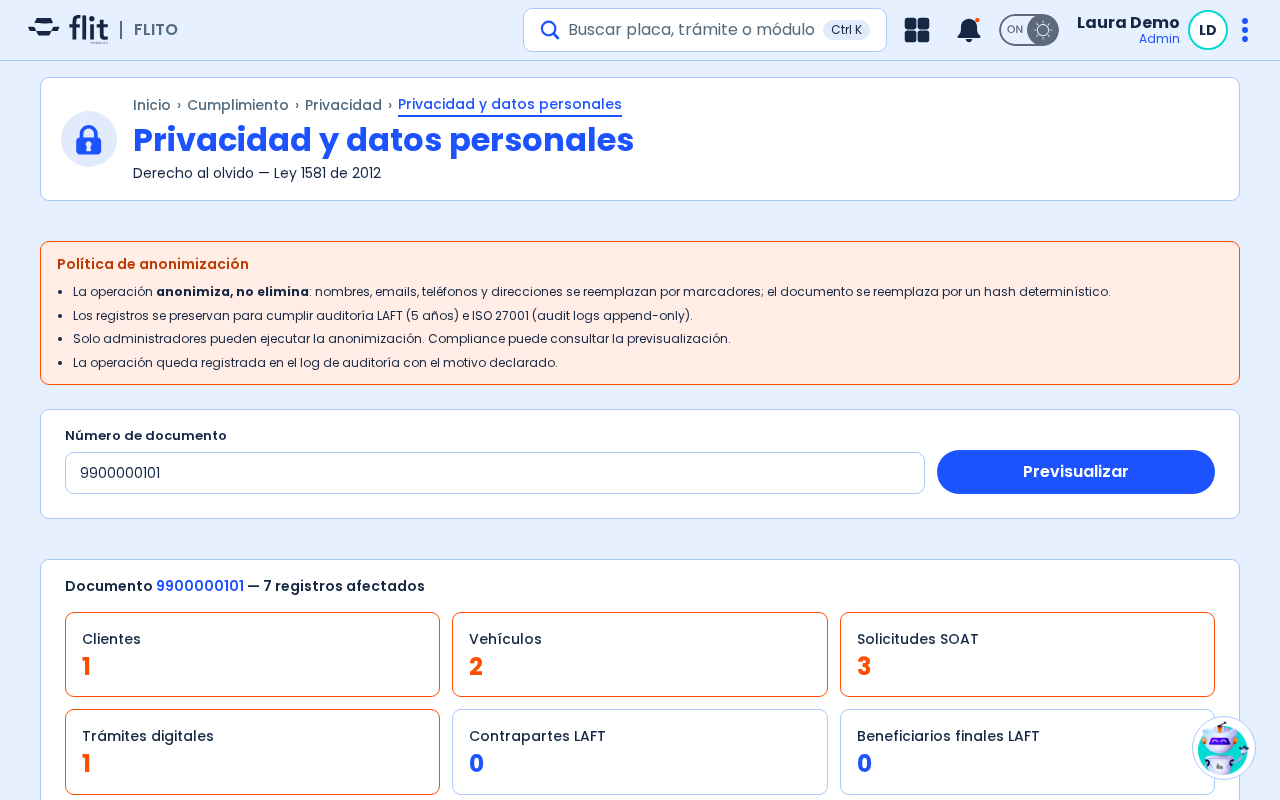 flit
FLITO
Buscar placa, trámite o módulo
Ctrl K
ON
Laura Demo
Admin
LD
Inicio › Cumplimiento › Privacidad › Privacidad y datos personales
Privacidad y datos personales
Derecho al olvido — Ley 1581 de 2012
Política de anonimización
• La operación anonimiza, no elimina: nombres, emails, teléfonos y direcciones se reemplazan por marcadores; el documento se reemplaza por un hash determinístico.
• Los registros se preservan para cumplir auditoría LAFT (5 años) e ISO 27001 (audit logs append-only).
• Solo administradores pueden ejecutar la anonimización. Compliance puede consultar la previsualización.
• La operación queda registrada en el log de auditoría con el motivo declarado.
Número de documento
9900000101
Previsualizar
Documento 9900000101 — 7 registros afectados
Clientes
1
Vehículos
2
Solicitudes SOAT
3
Trámites digitales
1
Contrapartes LAFT
0
Beneficiarios finales LAFT
0